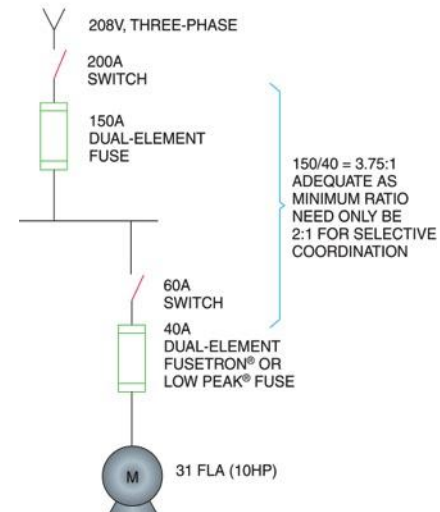 208V, THREE-PHASE
200A
SWITCH
150A
DUAL-ELEMENT
FUSE
150/40 = 3.75:1
ADEQUATE AS
MINIMUM RATIO
NEED ONLY BE
2:1 FOR SELECTIVE
COORDINATION
60A
SWITCH
40A
DUAL-ELEMENT
FUSETRON® OR
LOW PEAK® FUSE
M
31 FLA (10HP)